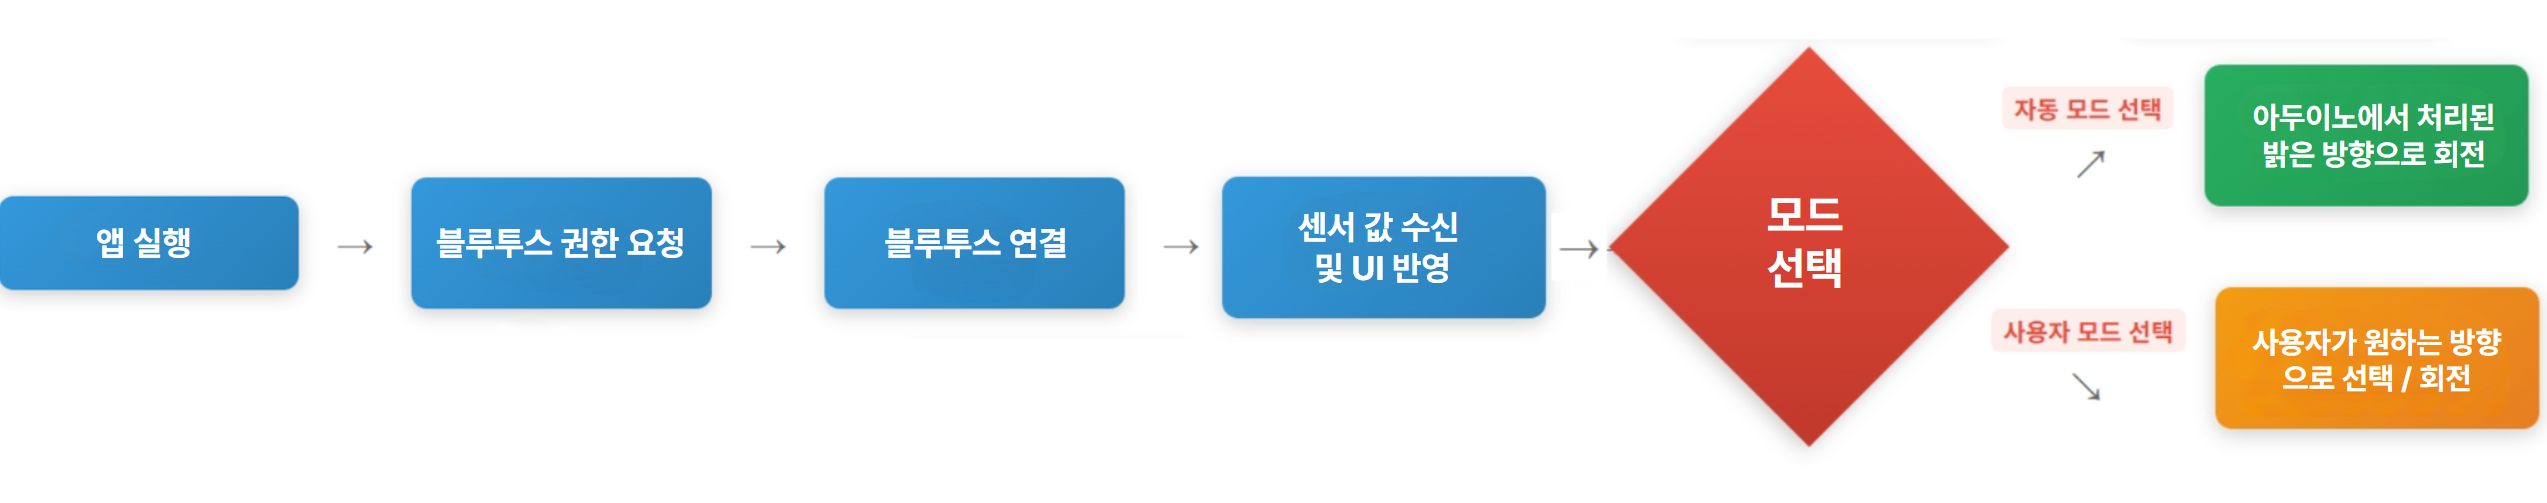 앱 실행
블루투스 권한 요청
블루투스 연결
센서 값 수신
및 UI 반영
모드
선택
자동 모드 선택
아두이노에서 처리된
밝은 방향으로 회전
사용자 모드 선택
사용자가 원하는 방향
으로 선택 / 회전